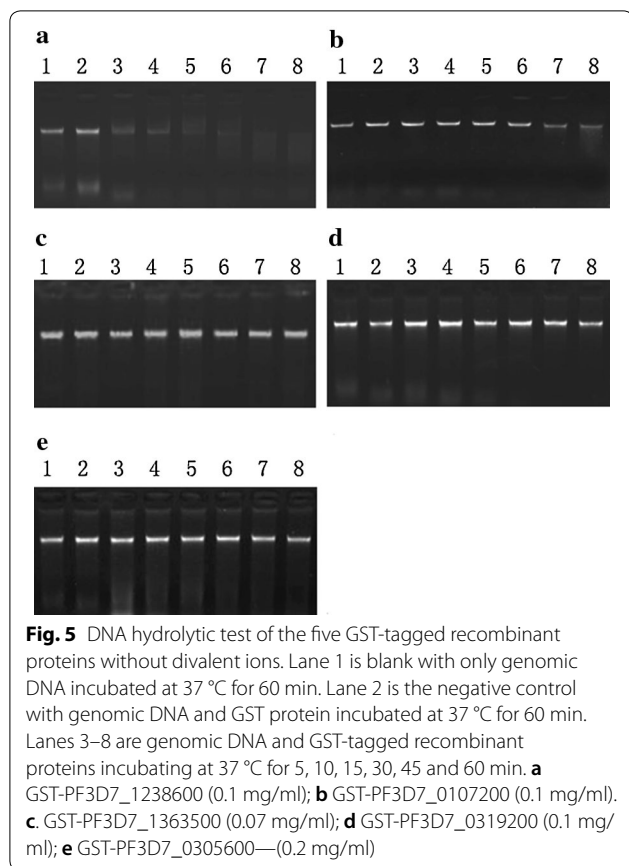 a
1 2 3 4 5 6 7 8
b
1 2 3 4 5 6 7 8
c
1 2 3 4 5 6 7 8
d
1 2 3 4 5 6 7 8
e
1 2 3 4 5 6 7 8
Fig. 5 DNA hydrolytic test of the five GST-tagged recombinant
proteins without divalent ions. Lane 1 is blank with only genomic
DNA incubated at 37 °C for 60 min. Lane 2 is the negative control
with genomic DNA and GST protein incubated at 37 °C for 60 min.
Lanes 3–8 are genomic DNA and GST-tagged recombinant
proteins incubating at 37 °C for 5, 10, 15, 30, 45 and 60 min. a
GST-PF3D7_1238600 (0.1 mg/ml); b GST-PF3D7_0107200 (0.1 mg/ml).
c. GST-PF3D7_1363500 (0.07 mg/ml); d GST-PF3D7_0319200 (0.1 mg/
ml); e GST-PF3D7_0305600—(0.2 mg/ml)